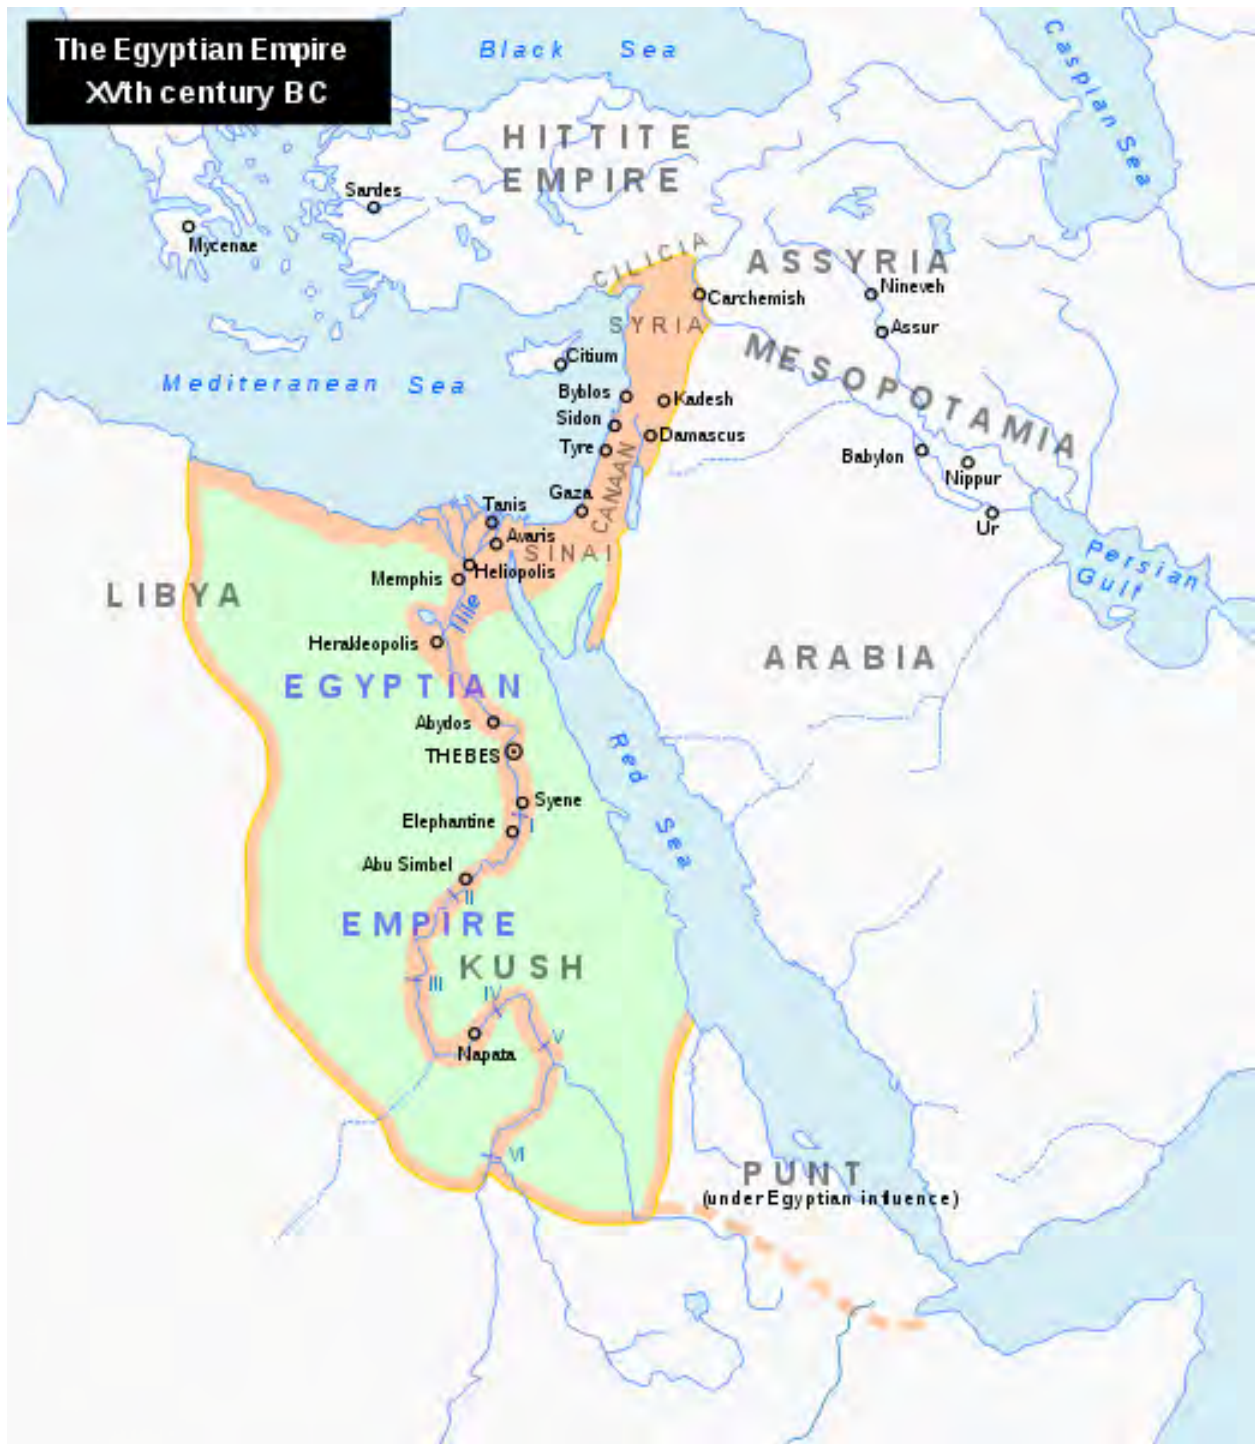 The Egyptian Empire
XVth century BC
Black Sea
Caspian Sea
HITTITE
EMPIRE
Sardes
Mycenae
CILICIA
ASSYRIA
Nineveh
Carchemish
SYRIA
Assur
MESOPOTAMIA
Citium
Mediteranean Sea
Byblos
Kadesh
Sidon
Damascus
Tyre
CANAAN
Babylon
Nippur
Gaza
Tanis
Ur
Avaris
SINAI
Persian
Gulf
Heliopolis
Memphis
LIBYA
Nile
Herakleopolis
ARABIA
EGYPTIAN
Abydos
THEBES
Red Sea
Syene
Elephantine
I
Abu Simbel
II
EMPIRE
KUSH
III
IV
Napata
V
VI
PUNT
(under Egyptian influence)